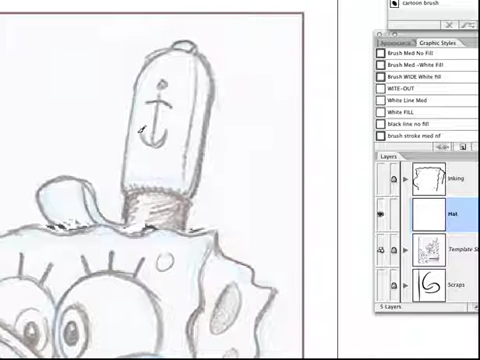 cartoon brush
Appearance
Graphic Styles
Brush Med No Fill
Brush Med -White Fill
Brush WIDE White fill
WITE-OUT
White Line Med
White FILL
black line no fill
brush stroke med nf
Layers
Inking
Hat
Template S
Scraps
5 Layers